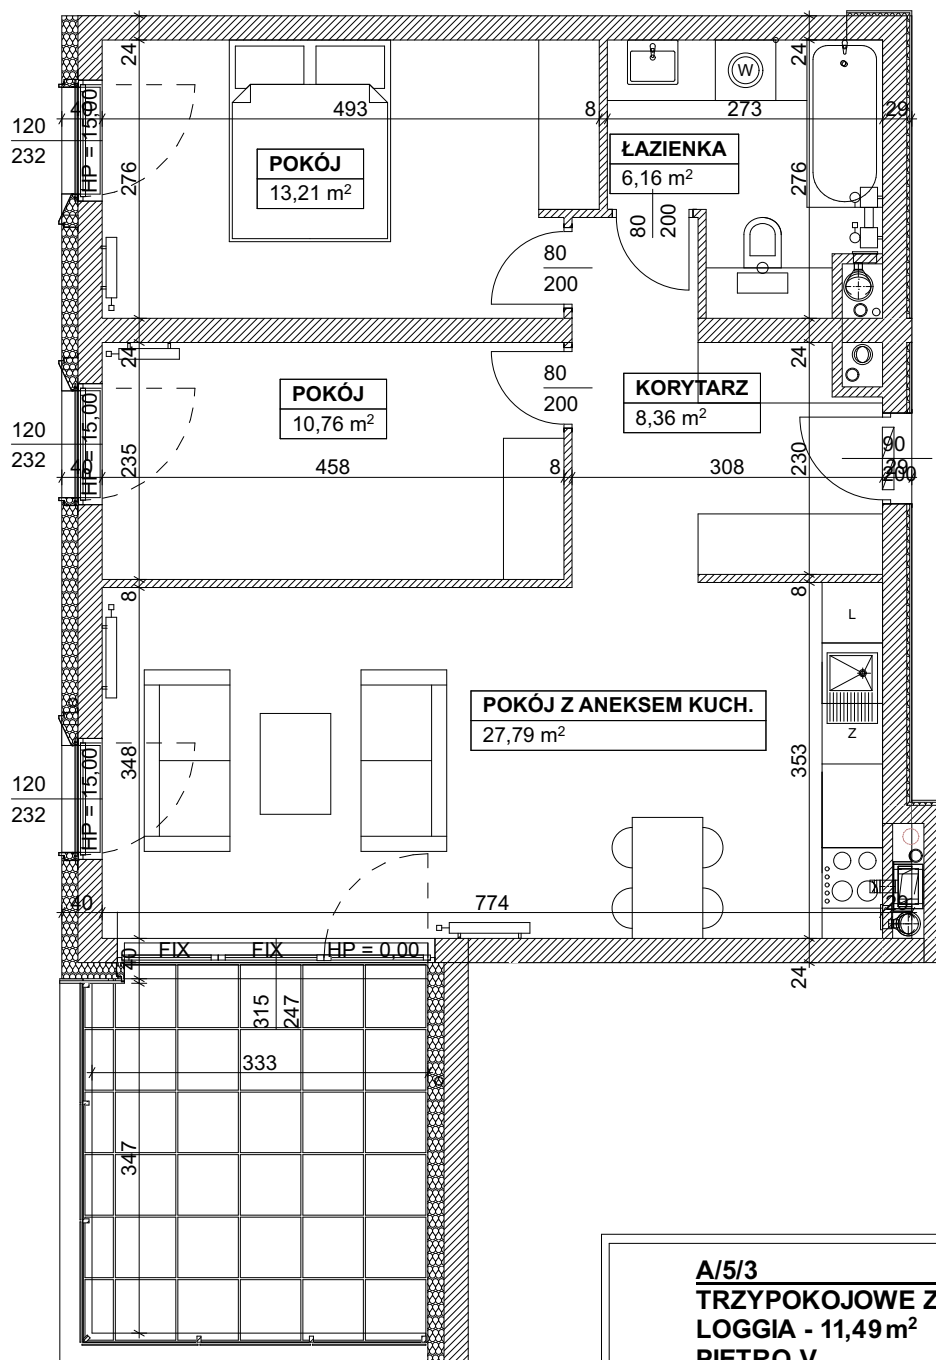 24
24
493
8
273
29
40
HP = 15,00
120
232
276
POKÓJ
13,21 m²
ŁAZIENKA
6,16 m²
W
276
80
200
80
200
24
24
POKÓJ
10,76 m²
80
200
KORYTARZ
8,36 m²
HP = 15,00
120
232
40
235
458
8
308
230
90
200
29
8
8
L
Z
POKÓJ Z ANEKSEM KUCH.
27,79 m²
HP = 15,00
120
232
348
353
40
774
29
40
FIX
FIX
HP = 0,00
24
315
247
333
347
A/5/3
TRZYPOKOJOWE Z
LOGGIA - 11,49 m²
PIĘTRO V